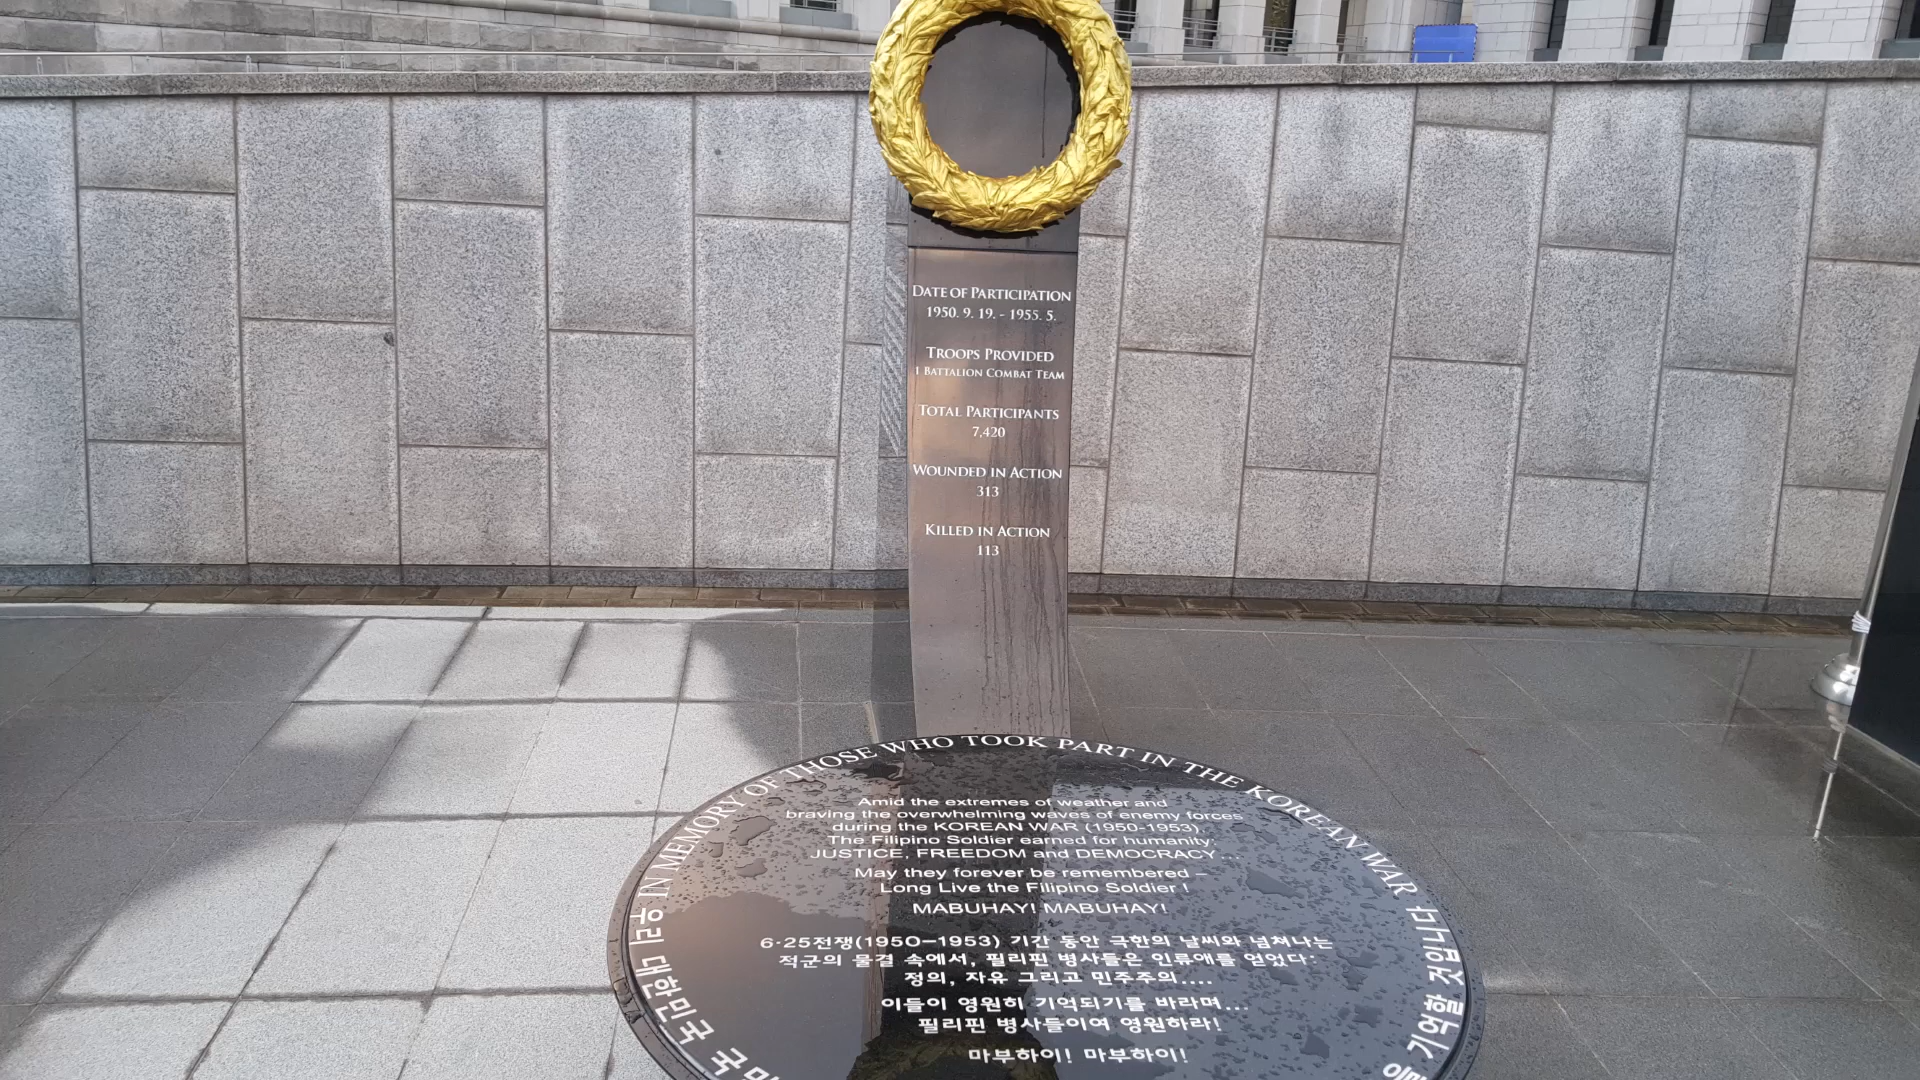 DATE OF PARTICIPATION
1950. 9. 19. - 1955. 5.
TROOPS PROVIDED
1 BATTALION COMBAT TEAM
TOTAL PARTICIPANTS
7,420
WOUNDED IN ACTION
313
KILLED IN ACTION
113
IN MEMORY OF THOSE WHO TOOK PART IN THE KOREAN WAR
Amid the extremes of weather and
braving the overwhelming waves of enemy forces
during the KOREAN WAR (1950-1953),
The Filipino Soldier earned for humanity:
JUSTICE, FREEDOM and DEMOCRACY...
May they forever be remembered –
Long Live the Filipino Soldier !
MABUHAY! MABUHAY!
6·25전쟁(1950–1953) 기간 동안 극한의 날씨와 넘쳐나는
적군의 물결 속에서, 필리핀 병사들은 인류애를 얻었다:
정의, 자유 그리고 민주주의....
이들이 영원히 기억되기를 바라며...
필리핀 병사들이여 영원하라!
마부하이! 마부하이!
우리 대한민국 국민
기억할 것입니다